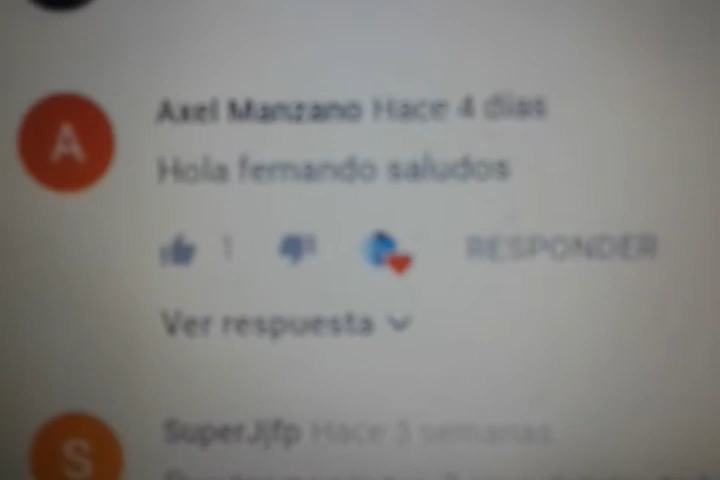 A
Axel Manzano Hace 4 días
Hola fernando saludos
1 RESPONDER
Ver respuesta
S
SuperJjfp Hace 3 semanas